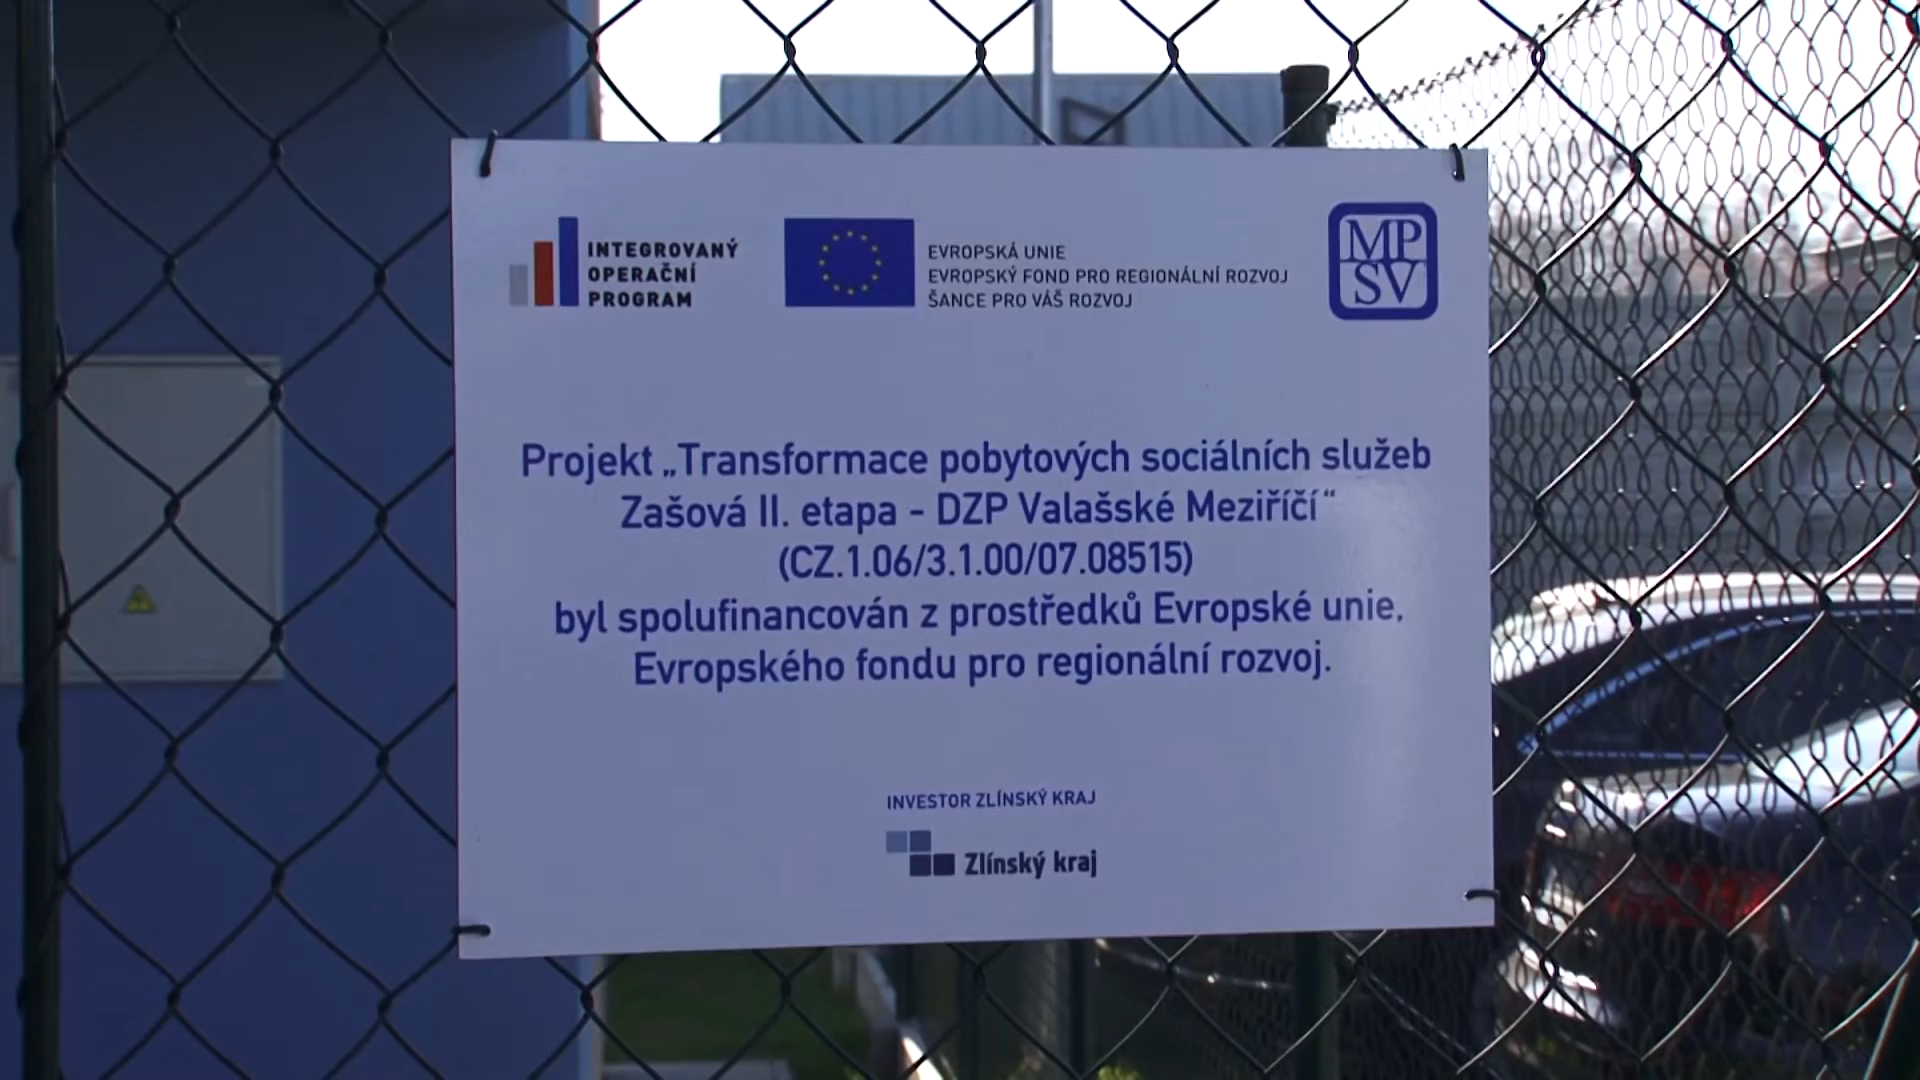 INTEGROVANÝ
OPERAČNÍ
PROGRAM
EVROPSKÁ UNIE
EVROPSKÝ FOND PRO REGIONÁLNÍ ROZVOJ
ŠANCE PRO VÁŠ ROZVOJ
MP
SV
Projekt „Transformace pobytových sociálních služeb
Zašová II. etapa - DZP Valašské Meziříčí“
(CZ.1.06/3.1.00/07.08515)
byl spolufinancován z prostředků Evropské unie,
Evropského fondu pro regionální rozvoj.
INVESTOR ZLÍNSKÝ KRAJ
Zlínský kraj